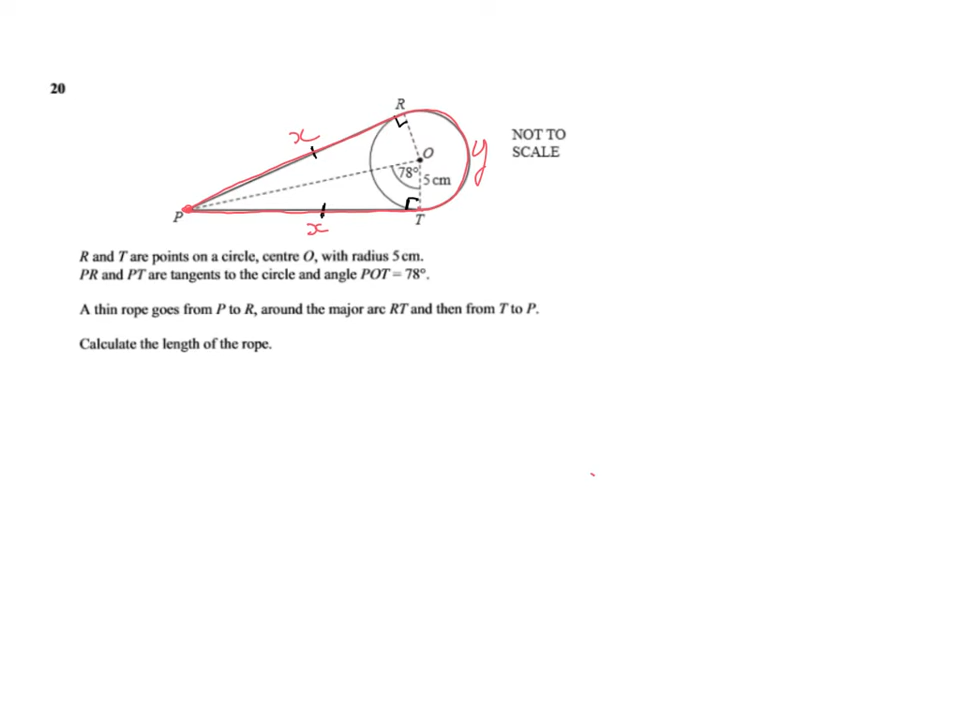 20
R
x
O
y
NOT TO
SCALE
78°
5 cm
P
T
x
R and T are points on a circle, centre O, with radius 5 cm.
PR and PT are tangents to the circle and angle POT = 78°.
A thin rope goes from P to R, around the major arc RT and then from T to P.
Calculate the length of the rope.